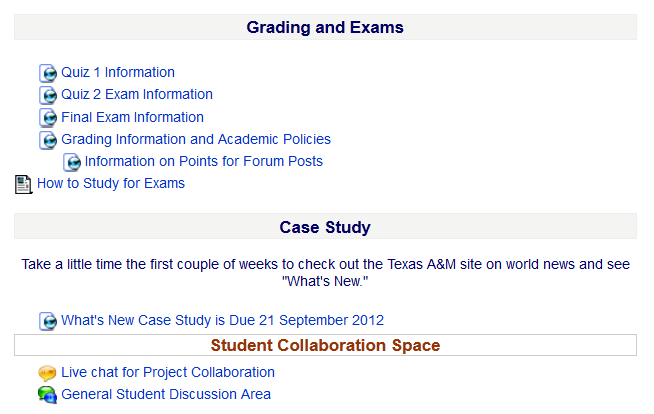 Grading and Exams
Quiz 1 Information
Quiz 2 Exam Information
Final Exam Information
Grading Information and Academic Policies
Information on Points for Forum Posts
How to Study for Exams
Case Study
Take a little time the first couple of weeks to check out the Texas A&M site on world news and see
"What's New."
What's New Case Study is Due 21 September 2012
Student Collaboration Space
Live chat for Project Collaboration
General Student Discussion Area